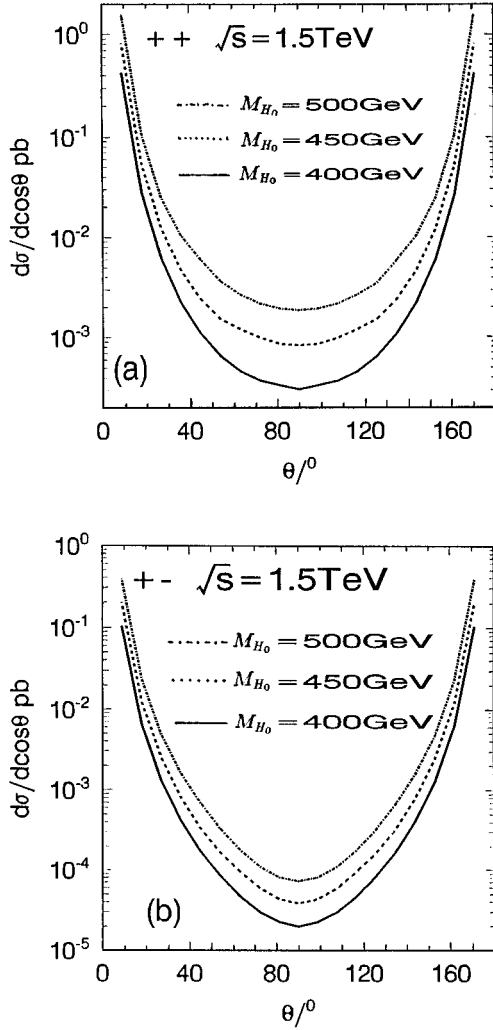 ++ √s=1.5TeV
M_{H_0}=500GeV
M_{H_0}=450GeV
M_{H_0}=400GeV
dσ/dcosθ pb
10^0
10^{-1}
10^{-2}
10^{-3}
(a)
0 40 80 120 160
θ/^0
+- √s=1.5TeV
M_{H_0}=500GeV
M_{H_0}=450GeV
M_{H_0}=400GeV
dσ/dcosθ pb
10^0
10^{-1}
10^{-2}
10^{-3}
10^{-4}
10^{-5}
(b)
0 40 80 120 160
θ/^0